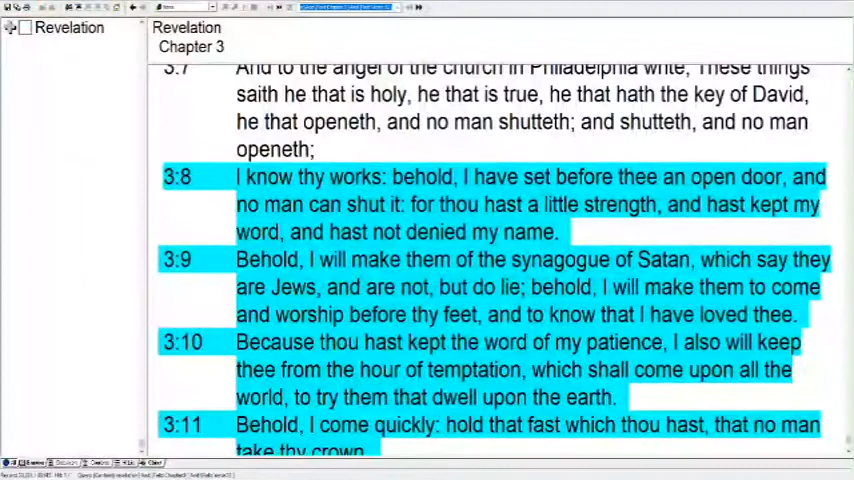 Revelation
Revelation
Chapter 3
3:7 And to the angel of the church in Philadelphia write, These things
saith he that is holy, he that is true, he that hath the key of David,
he that openeth, and no man shutteth; and shutteth, and no man
openeth;
3:8 I know thy works: behold, I have set before thee an open door, and
no man can shut it: for thou hast a little strength, and hast kept my
word, and hast not denied my name.
3:9 Behold, I will make them of the synagogue of Satan, which say they
are Jews, and are not, but do lie; behold, I will make them to come
and worship before thy feet, and to know that I have loved thee.
3:10 Because thou hast kept the word of my patience, I also will keep
thee from the hour of temptation, which shall come upon all the
world, to try them that dwell upon the earth.
3:11 Behold, I come quickly: hold that fast which thou hast, that no man
take thy crown.